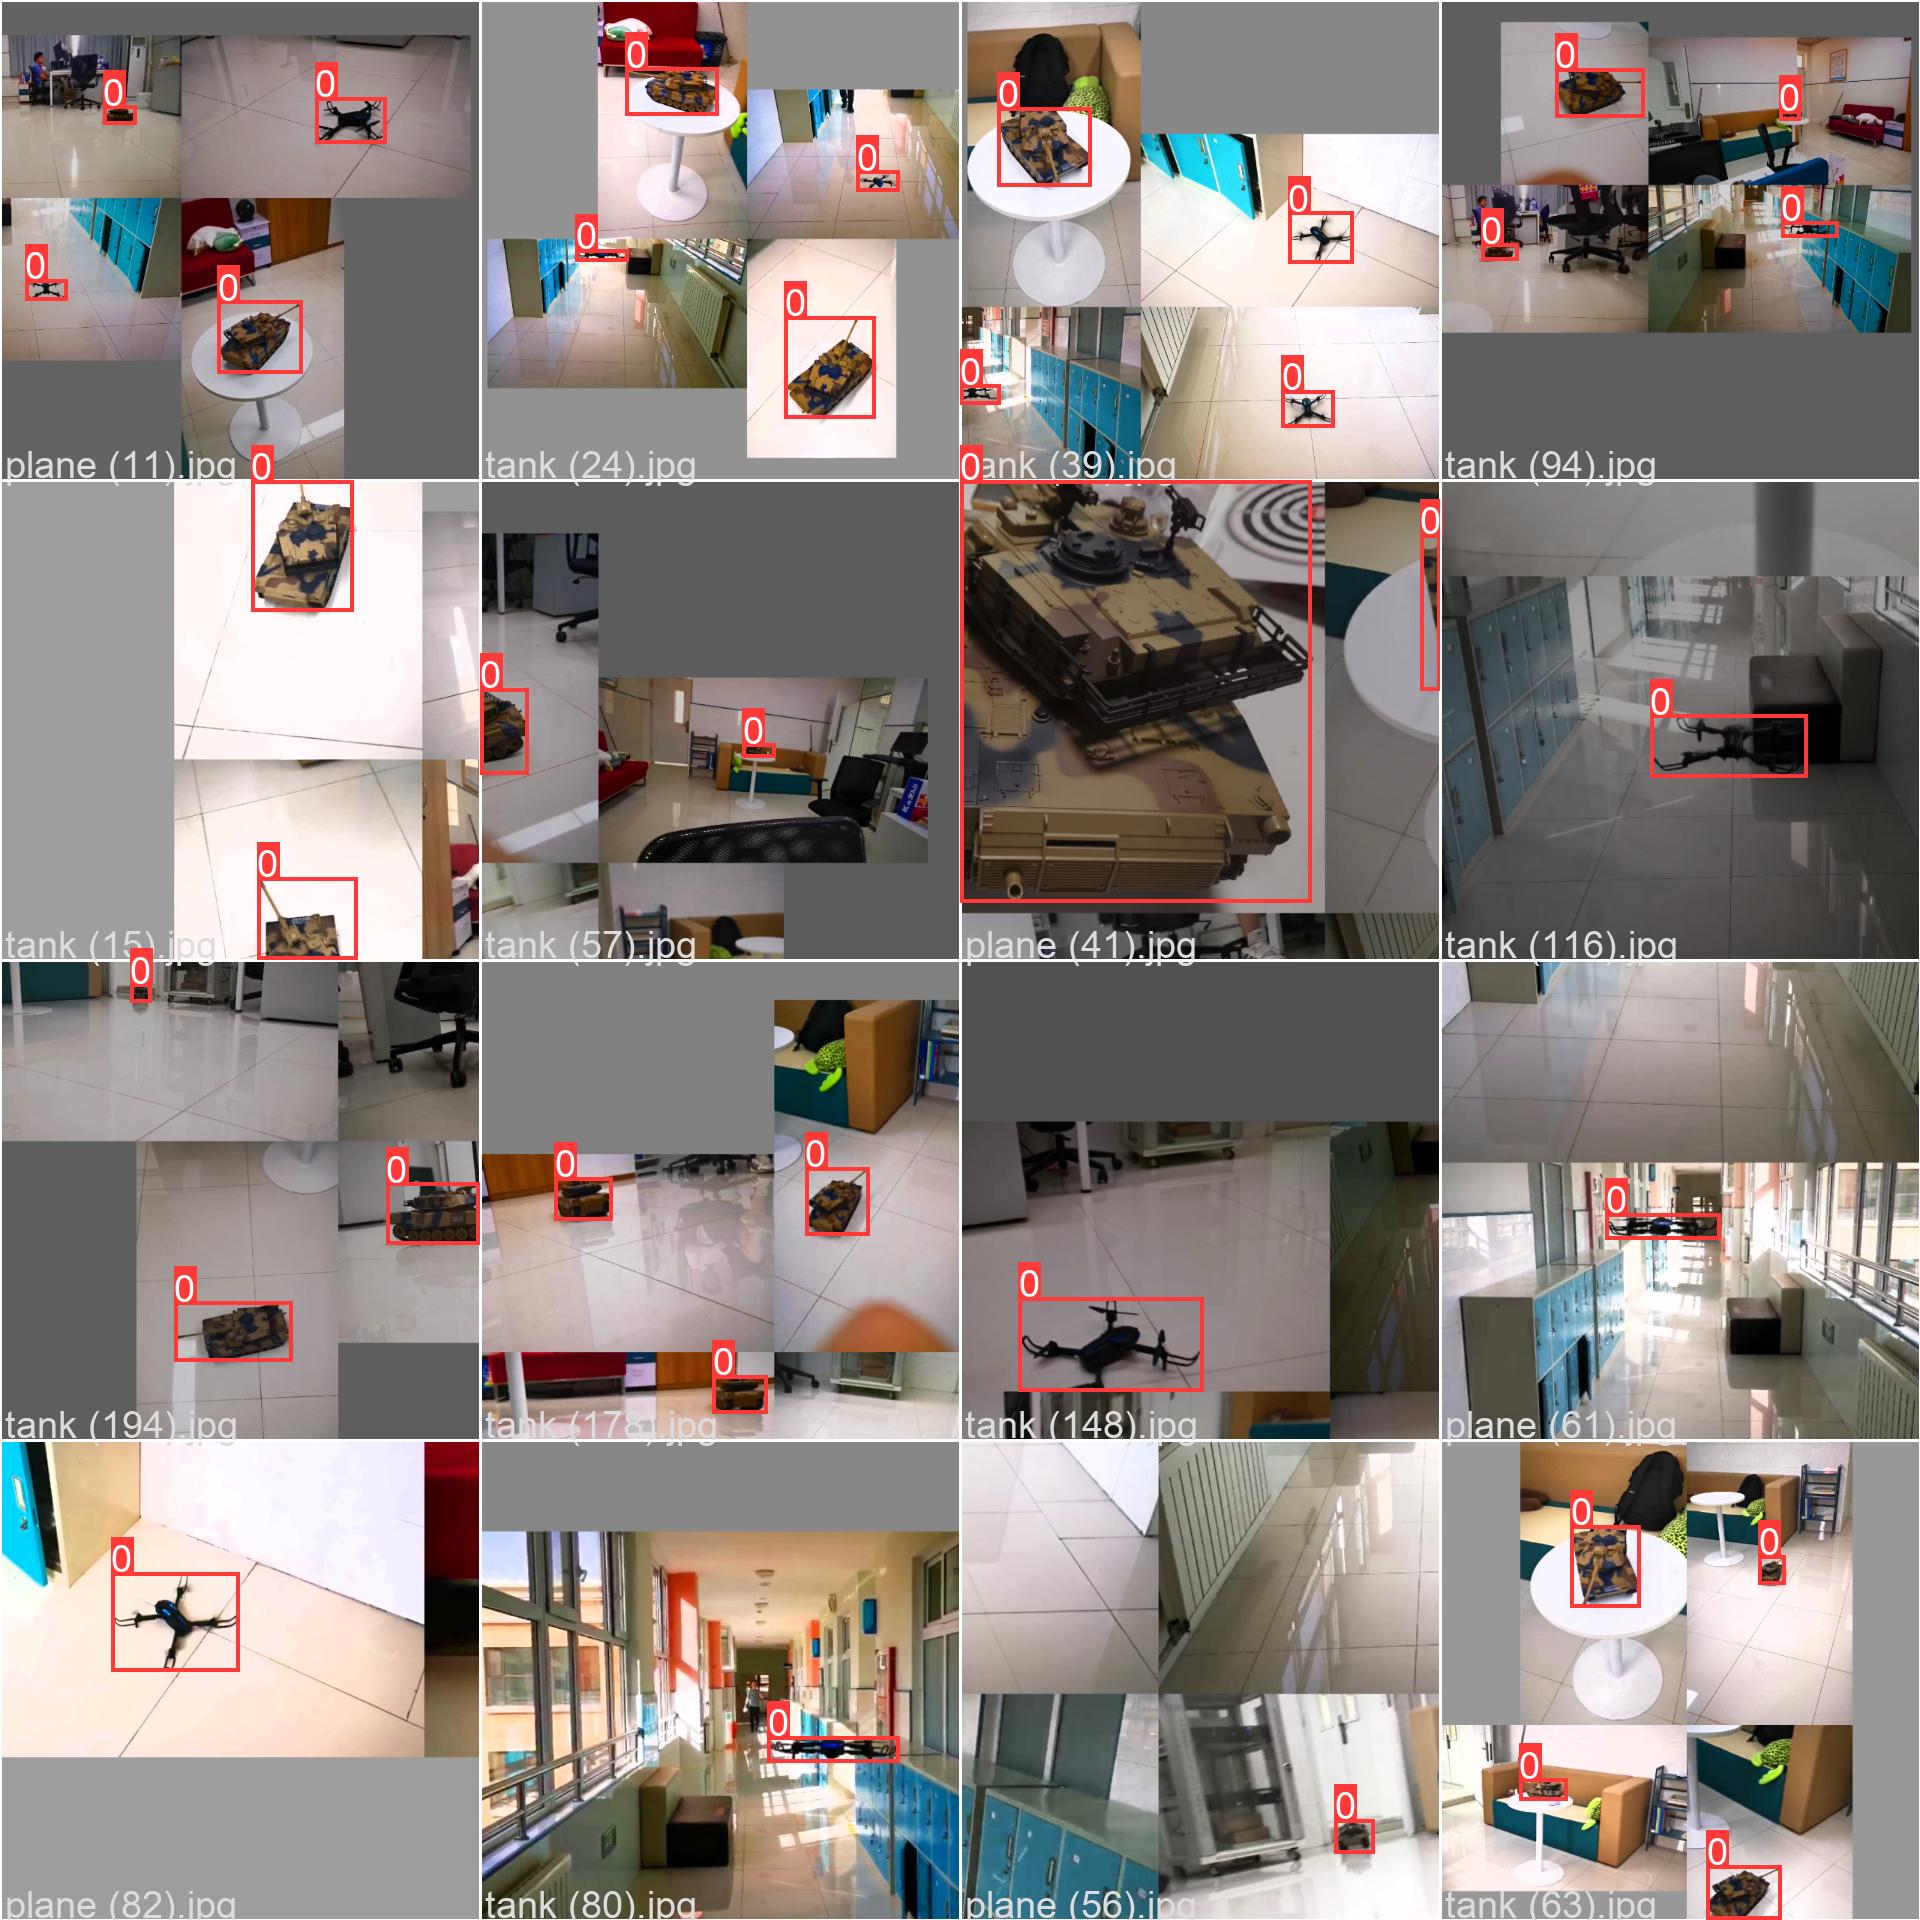 0
0
0
0
plane (11).jpg
0
0
0
0
tank (24).jpg
0
0
0
0
tank (39).jpg
0
0
0
0
tank (94).jpg
0
0
tank (15).jpg
0
0
KaZhi
tank (57).jpg
0
0
plane (41).jpg
0
tank (116).jpg
0
0
0
tank (194).jpg
0
0
0
tank (178).jpg
0
tank (148).jpg
0
plane (61).jpg
0
plane (82).jpg
0
tank (80).jpg
0
plane (56).jpg
0
0
0
0
tank (63).jpg